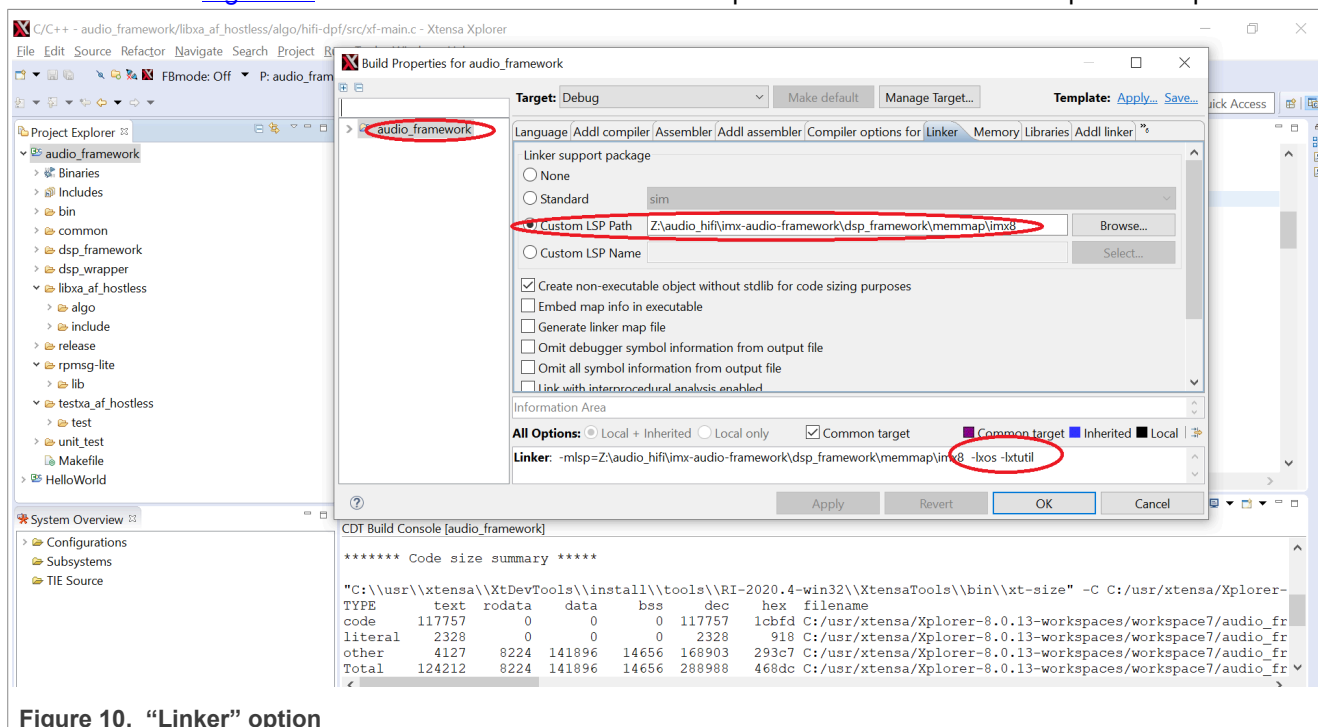 C/C++ - audio_framework/libxa_af_hostless/algo/hifi-dpf/src/xf-main.c - Xtensa Xplorer
File Edit Source Refactor Navigate Search Project
FBmode: Off P: audio_fram
Quick Access
Project Explorer
audio_framework
Binaries
Includes
bin
common
dsp_framework
dsp_wrapper
libxa_af_hostless
algo
include
release
rpmsg-lite
lib
testxa_af_hostless
test
unit_test
Makefile
HelloWorld
System Overview
Configurations
Subsystems
TIE Source
Build Properties for audio_framework
audio_framework
Target: Debug Make default Manage Target... Template: Apply... Save...
Language Addl compiler Assembler Addl assembler Compiler options for Linker Memory Libraries Addl linker »6
Linker support package
None
Standard sim
Custom LSP Path Z:\audio_hifi\imx-audio-framework\dsp_framework\memmap\imx8 Browse...
Custom LSP Name Select...
Create non-executable object without stdlib for code sizing purposes
Embed map info in executable
Generate linker map file
Omit debugger symbol information from output file
Omit all symbol information from output file
Link with interprocedural analysis enabled
Information Area
All Options: Local + Inherited Local only Common target Common target Inherited Local
Linker: -mlsp=Z:\audio_hifi\imx-audio-framework\dsp_framework\memmap\imx8 -lxos -lxtutil
Apply Revert OK Cancel
CDT Build Console [audio_framework]
******* Code size summary *****
"C:\\usr\\xtensa\\XtDevTools\\install\\tools\\RI-2020.4-win32\\XtensaTools\\bin\\xt-size" -C C:/usr/xtensa/Xplorer-
TYPE text rodata data bss dec hex filename
code 117757 0 0 0 117757 1cbfd C:/usr/xtensa/Xplorer-8.0.13-workspaces/workspace7/audio_fr
literal 2328 0 0 0 2328 918 C:/usr/xtensa/Xplorer-8.0.13-workspaces/workspace7/audio_fr
other 4127 8224 141896 14656 168903 293c7 C:/usr/xtensa/Xplorer-8.0.13-workspaces/workspace7/audio_fr
Total 124212 8224 141896 14656 288988 468dc C:/usr/xtensa/Xplorer-8.0.13-workspaces/workspace7/audio_fr
Figure 10. "Linker" option